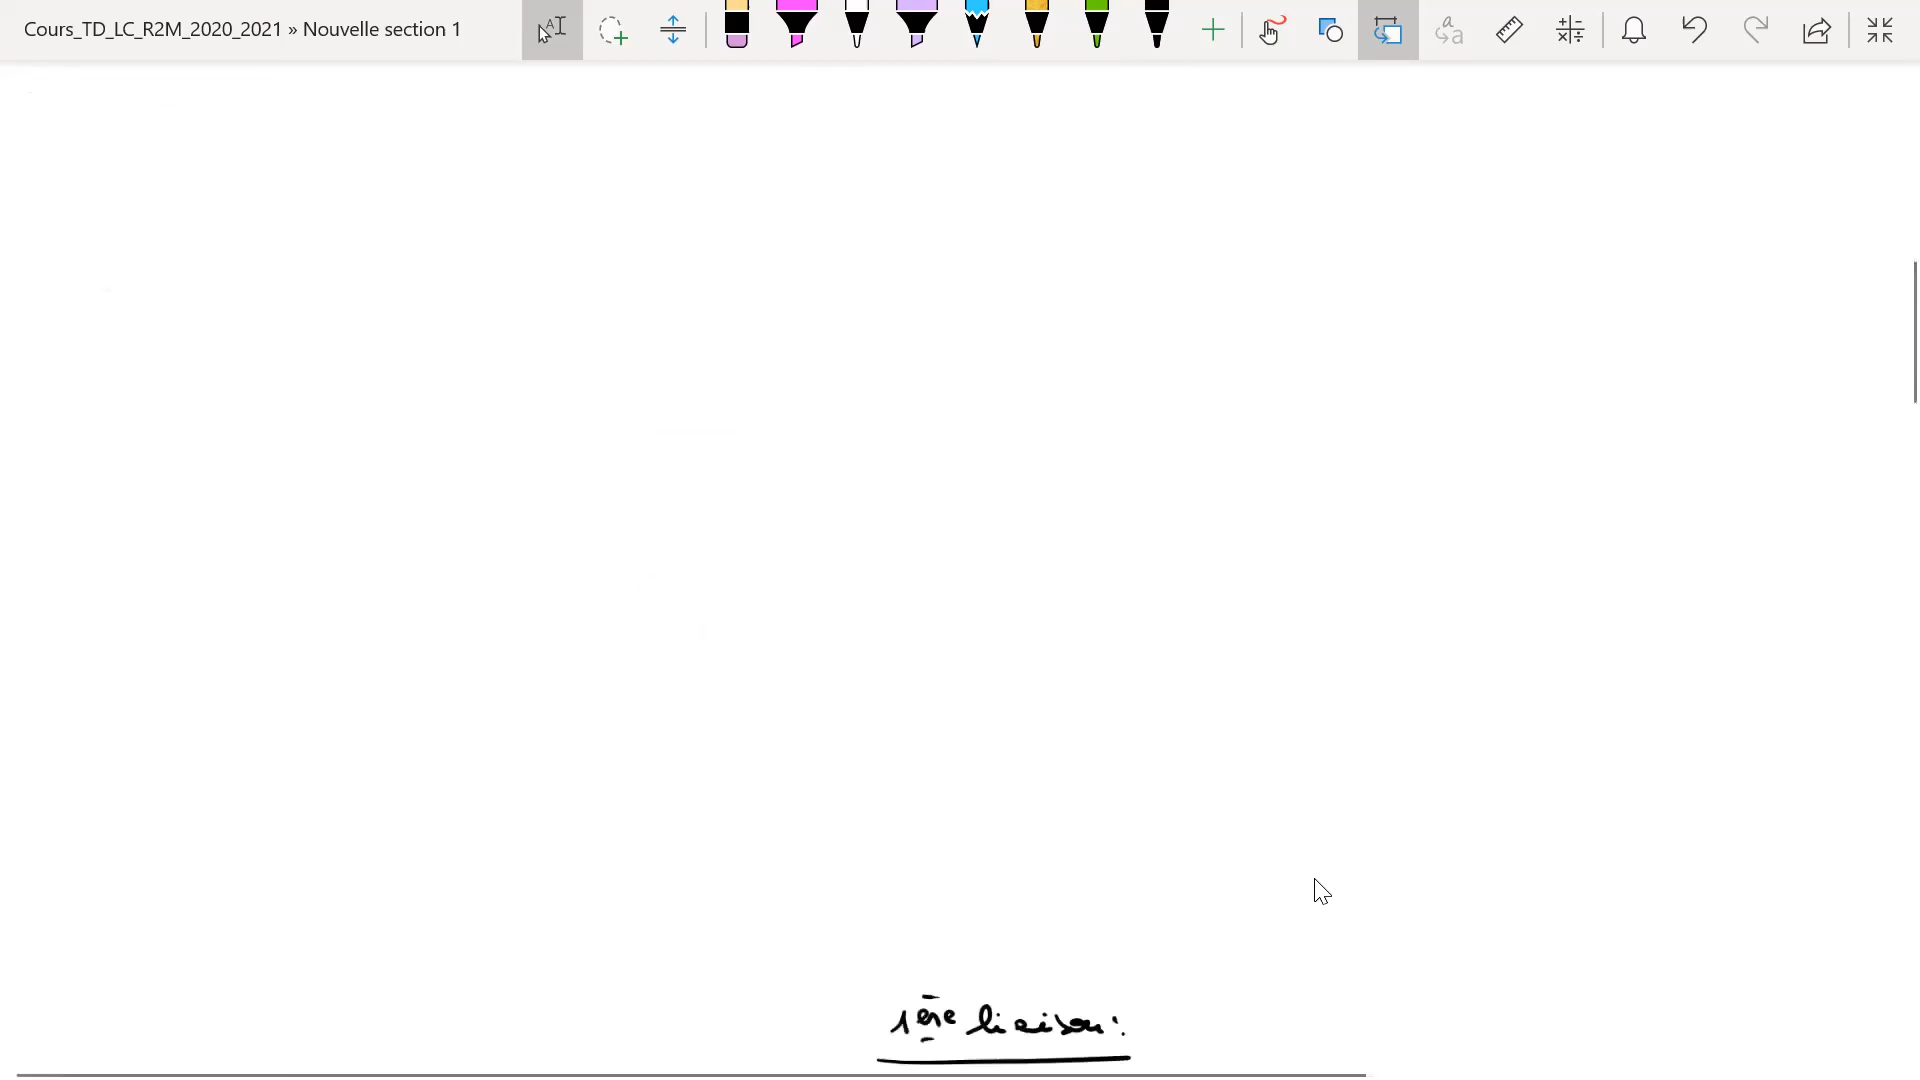 Cours_TD_LC_R2M_2020_2021 » Nouvelle section 1
1ère liaison :